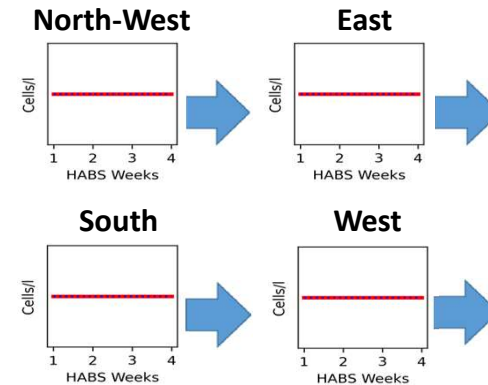 North-West
East
Cells/l
1 2 3 4
HABS Weeks
Cells/l
1 2 3 4
HABS Weeks
South
West
Cells/l
1 2 3 4
HABS Weeks
Cells/l
1 2 3 4
HABS Weeks